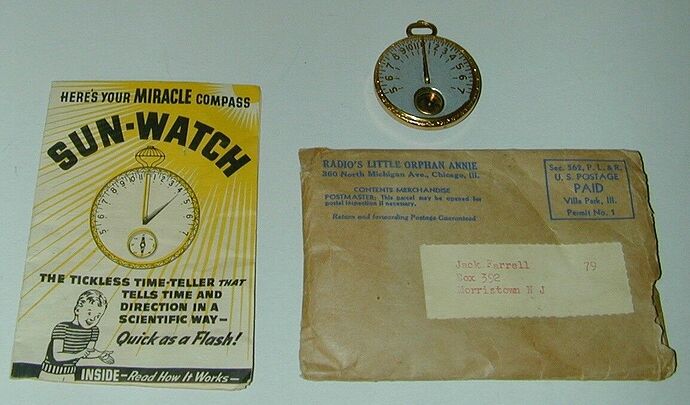 HERE'S YOUR MIRACLE COMPASS
SUN-WATCH
THE TICKLESS TIME-TELLER THAT
TELLS TIME AND
DIRECTION IN A
SCIENTIFIC WAY—
Quick as a Flash!
INSIDE—Read How It Works—
RADIO'S LITTLE ORPHAN ANNIE
360 North Michigan Ave., Chicago, Ill.
CONTENTS MERCHANDISE
POSTMASTER: This parcel may be opened for
postal inspection if necessary.
Return and forwarding Postage Guaranteed
Sec. 562, P. L. & R.
U. S. POSTAGE
PAID
Villa Park, Ill.
Permit No. 1
Jack Farrell 79
Box 392
Morristown N J